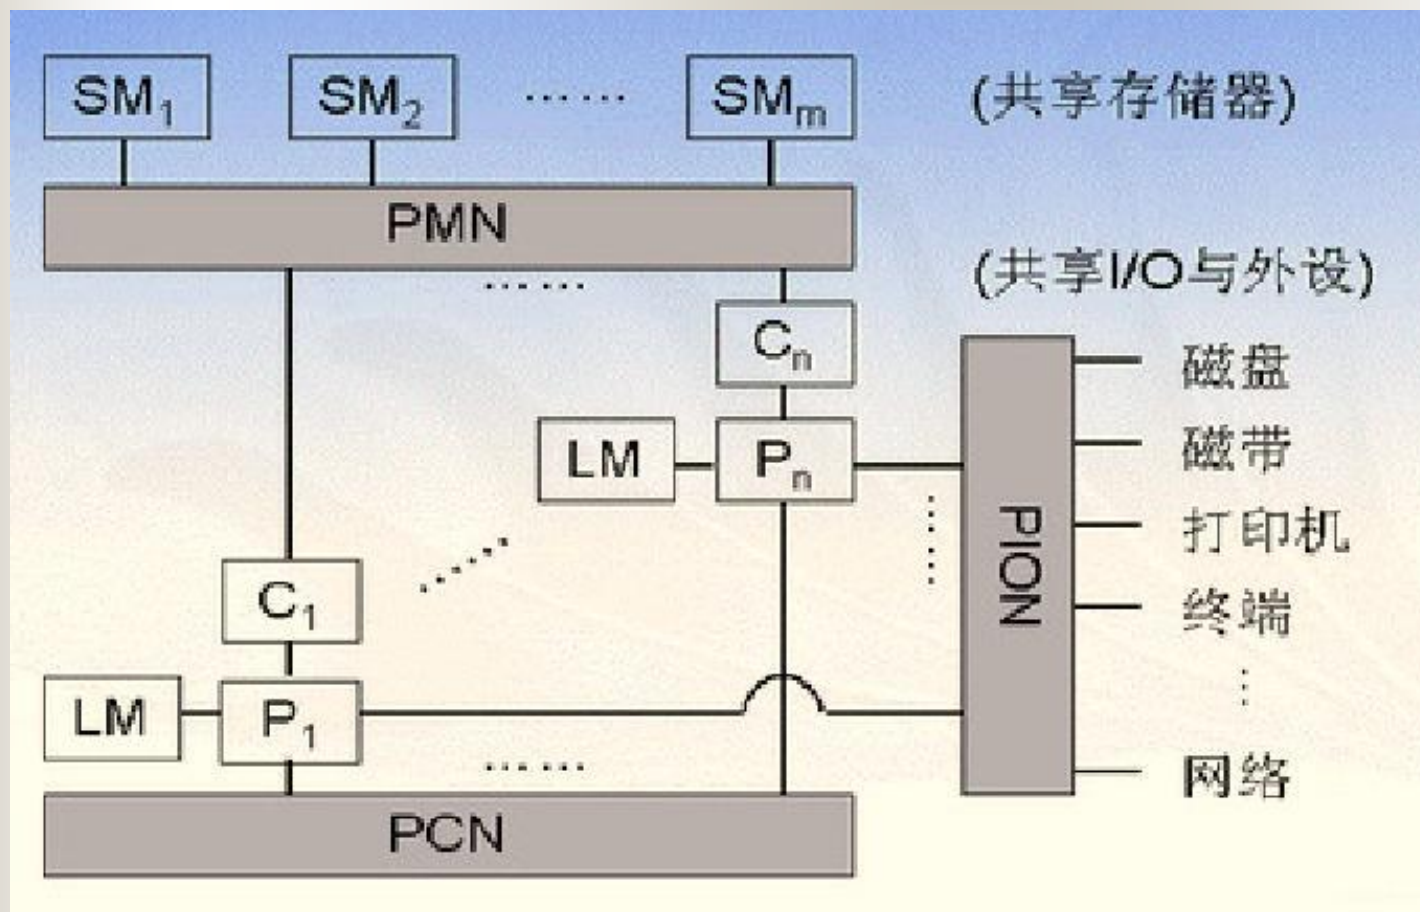 SM₁ SM₂ ······ SMₘ (共享存储器)
PMN
(共享I/O与外设)
······
Cₙ
磁盘
LM Pₙ
磁带
PION
打印机
C₁
终端
LM P₁
······
网络
PCN